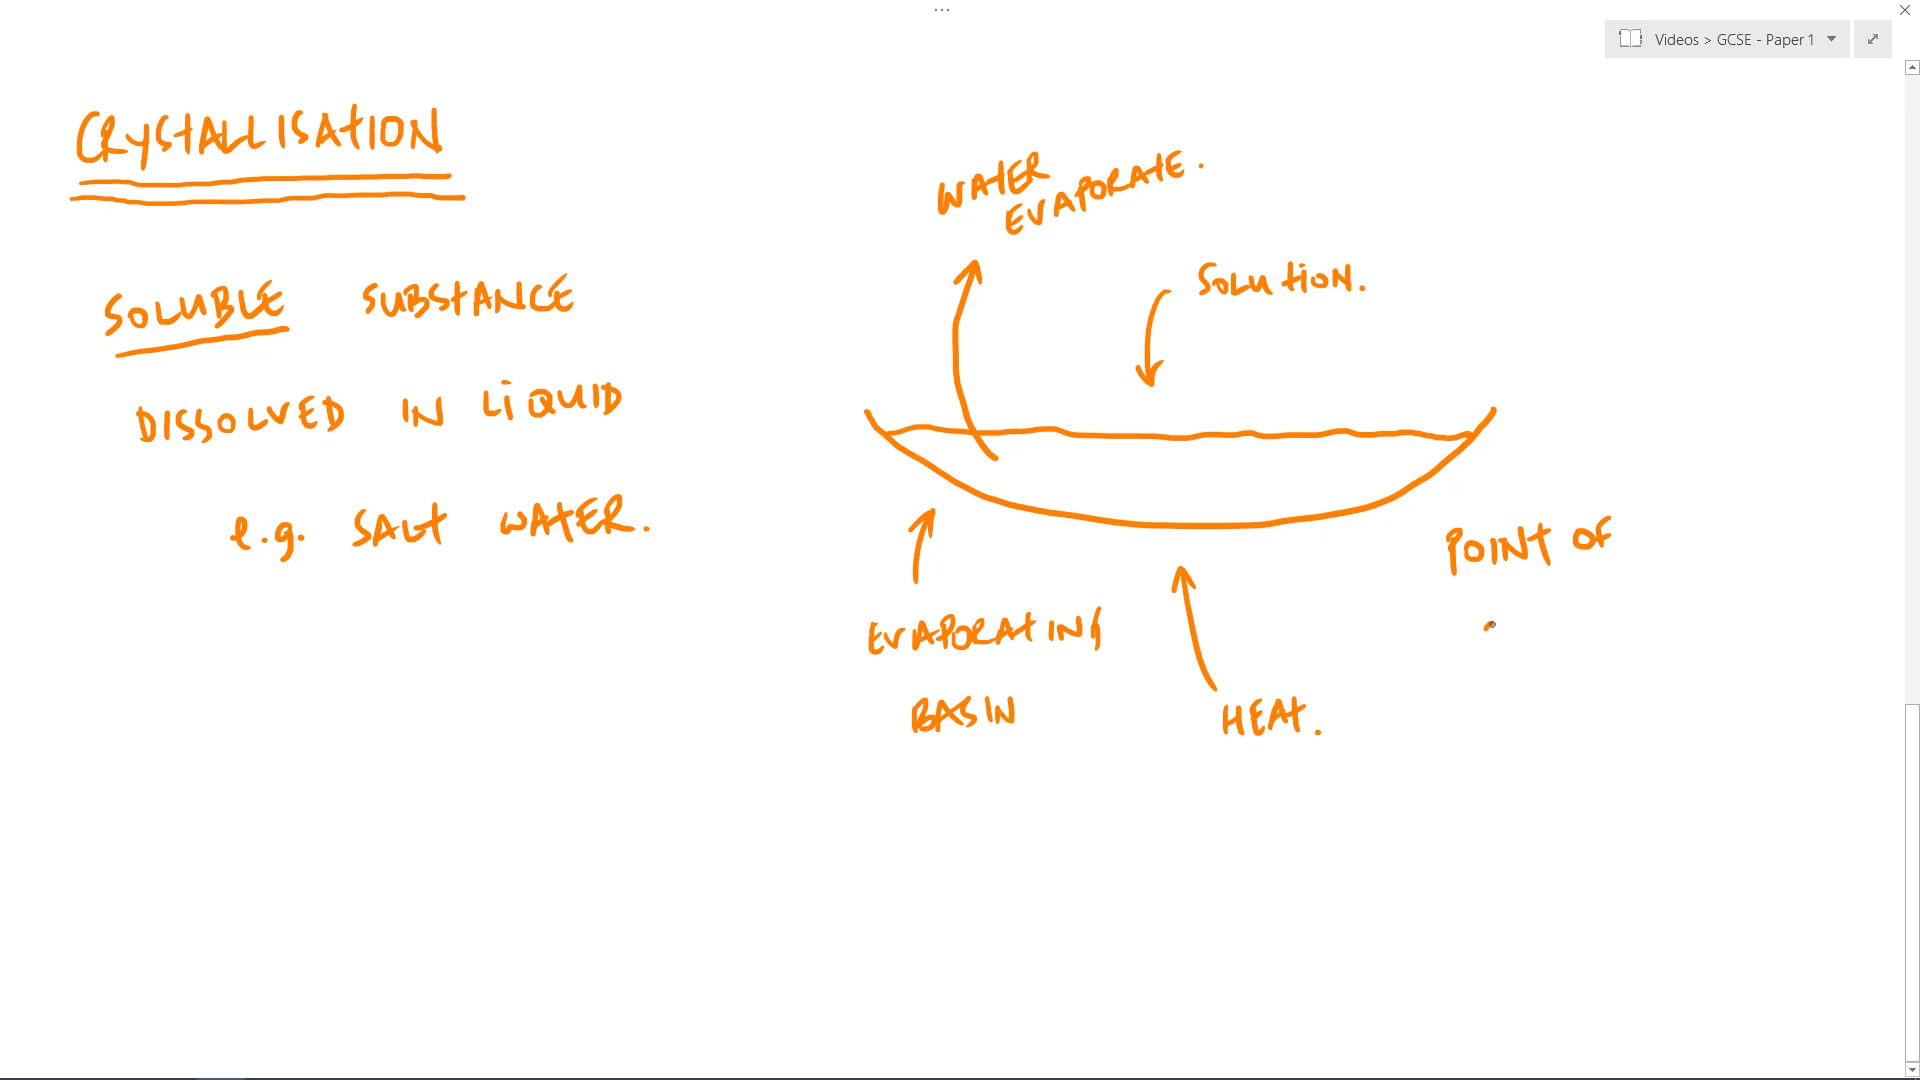 ...
Videos > GCSE - Paper 1
CRYSTALLISATION
SOLUBLE SUBSTANCE
DISSOLVED IN LIQUID
e.g. SALT WATER.
WATER
EVAPORATE.
SOLUTION.
EVAPORATING
BASIN
HEAT.
POINT OF